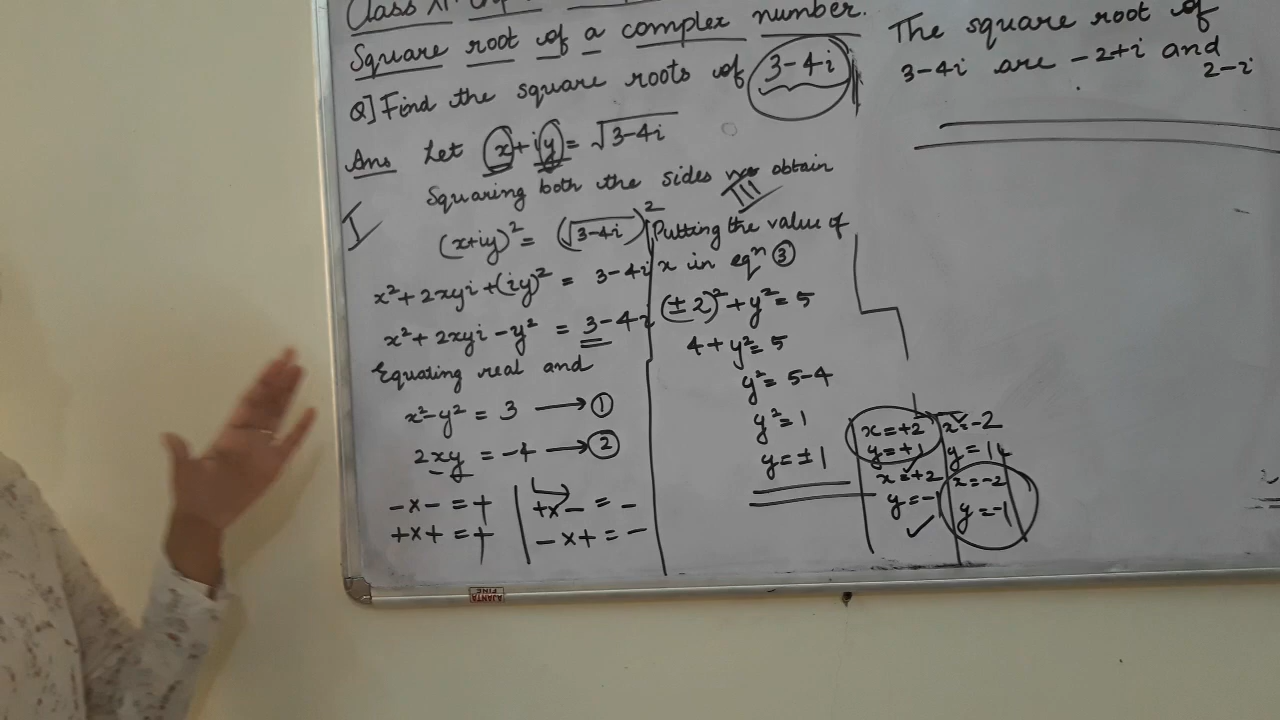 Class XI
Square root of a complex number.
Q] Find the square roots of 3-4i
Ans Let x+iy = √3-4i
Squaring both the sides we obtain
I
(x+iy)² = (√3-4i)²
x²+2xyi+(iy)² = 3-4i
x²+2xyi-y² = 3-4i
Equating real and
x²-y² = 3 → ①
2xy = -4 → ②
-x- = +
+x+ = +
+x- = -
-x+ = -
III
Putting the value of
x in eqⁿ ③
(±2)²+y²=5
4+y²=5
y²=5-4
y²=1
y=±1
x=+2
y=+1
x=+2
y=-1
x=-2
y=1
x=-2
y=-1
The square root of
3-4i are -2+i and
2-i
AJANTA
FINE